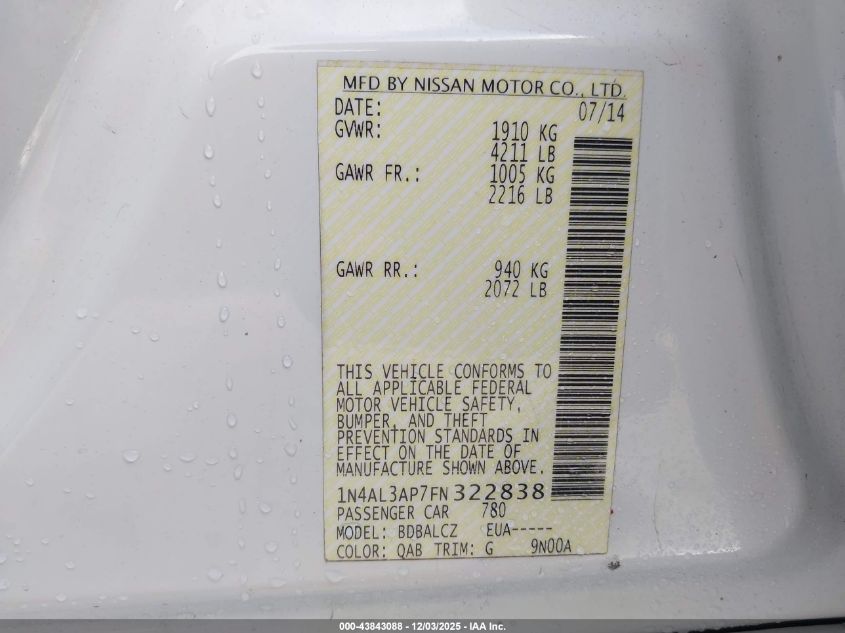 MFD BY NISSAN MOTOR CO., LTD.
DATE: 07/14
GVWR: 1910 KG
4211 LB
GAWR FR.: 1005 KG
2216 LB
GAWR RR.: 940 KG
2072 LB
THIS VEHICLE CONFORMS TO
ALL APPLICABLE FEDERAL
MOTOR VEHICLE SAFETY,
BUMPER, AND THEFT
PREVENTION STANDARDS IN
EFFECT ON THE DATE OF
MANUFACTURE SHOWN ABOVE.
1N4AL3AP7FN322838
PASSENGER CAR 780
MODEL: BDBALCZ EUA-----
COLOR: QAB TRIM: G 9N00A
000-43843088 - 12/03/2025 - IAA Inc.